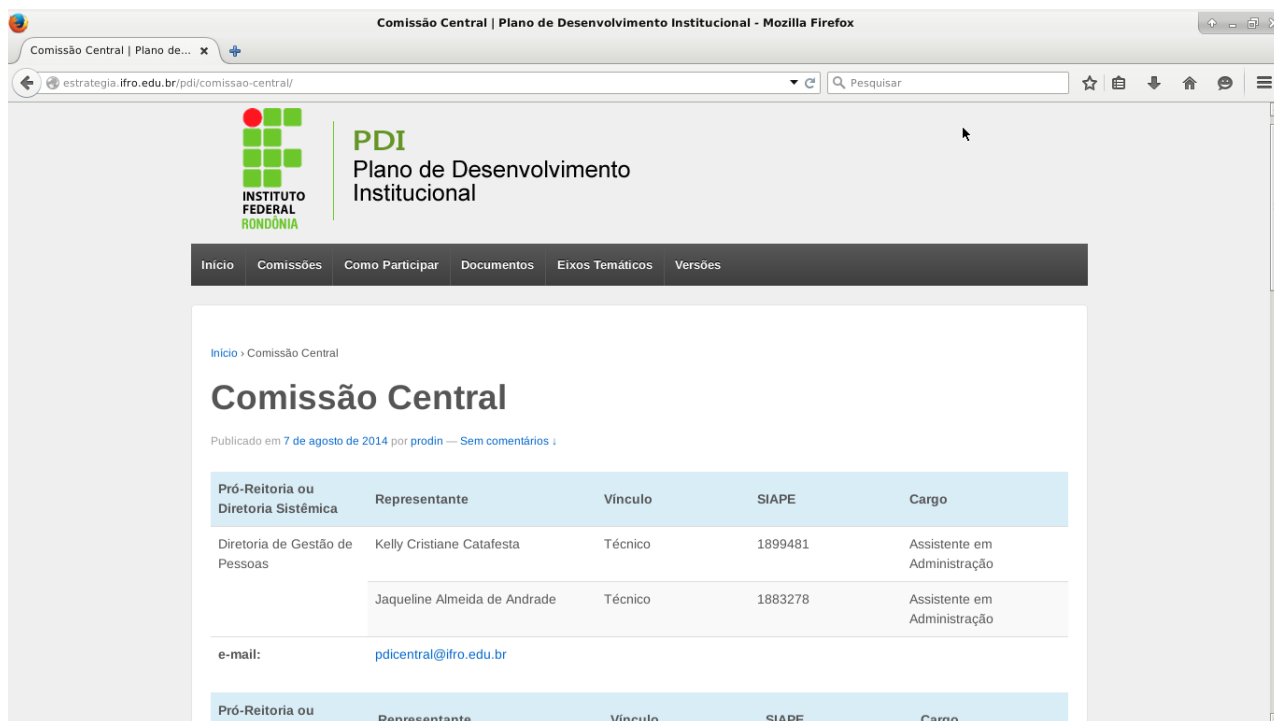 Comissão Central | Plano de Desenvolvimento Institucional - Mozilla Firefox
Comissão Central | Plano de...
estrategia.ifro.edu.br/pdi/comissao-central/
Pesquisar
INSTITUTO
FEDERAL
RONDÔNIA
PDI
Plano de Desenvolvimento
Institucional
Início Comissões Como Participar Documentos Eixos Temáticos Versões
Início › Comissão Central
Comissão Central
Publicado em 7 de agosto de 2014 por prodin — Sem comentários ↓
Pró-Reitoria ou
Diretoria Sistêmica
Representante Vínculo SIAPE Cargo
Diretoria de Gestão de
Pessoas
Kelly Cristiane Catafesta Técnico 1899481 Assistente em
Administração
Jaqueline Almeida de Andrade Técnico 1883278 Assistente em
Administração
e-mail: pdicentral@ifro.edu.br
Pró-Reitoria ou
Representante Vínculo SIAPE Cargo